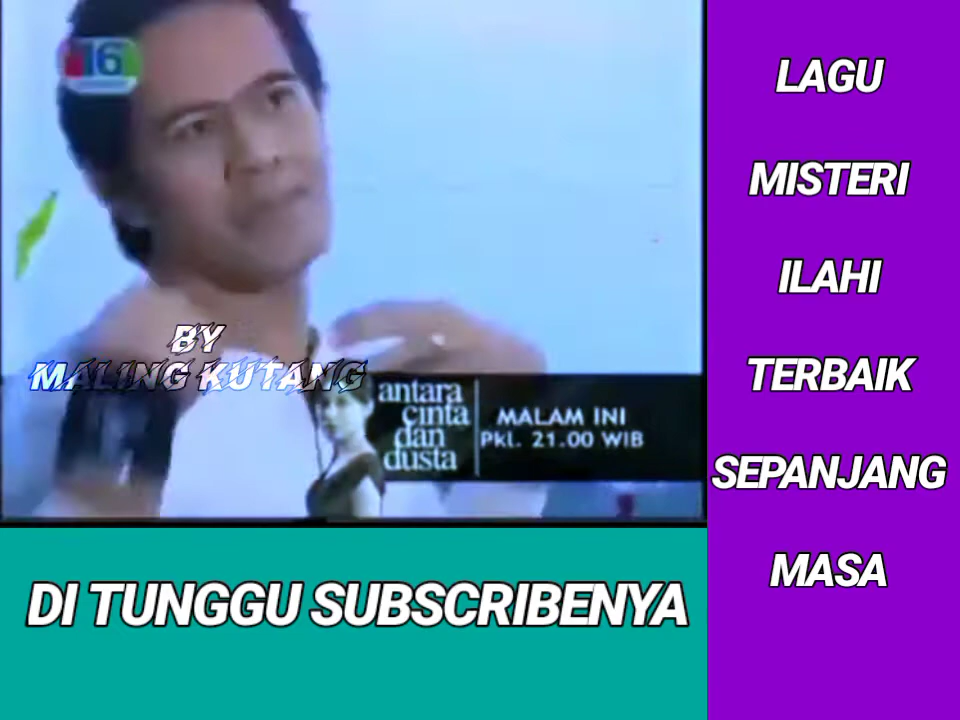 16
BY
MALING KUTANG
antara
cinta
dan
dusta
MALAM INI
Pkl. 21.00 WIB
DI TUNGGU SUBSCRIBENYA
LAGU
MISTERI
ILAHI
TERBAIK
SEPANJANG
MASA